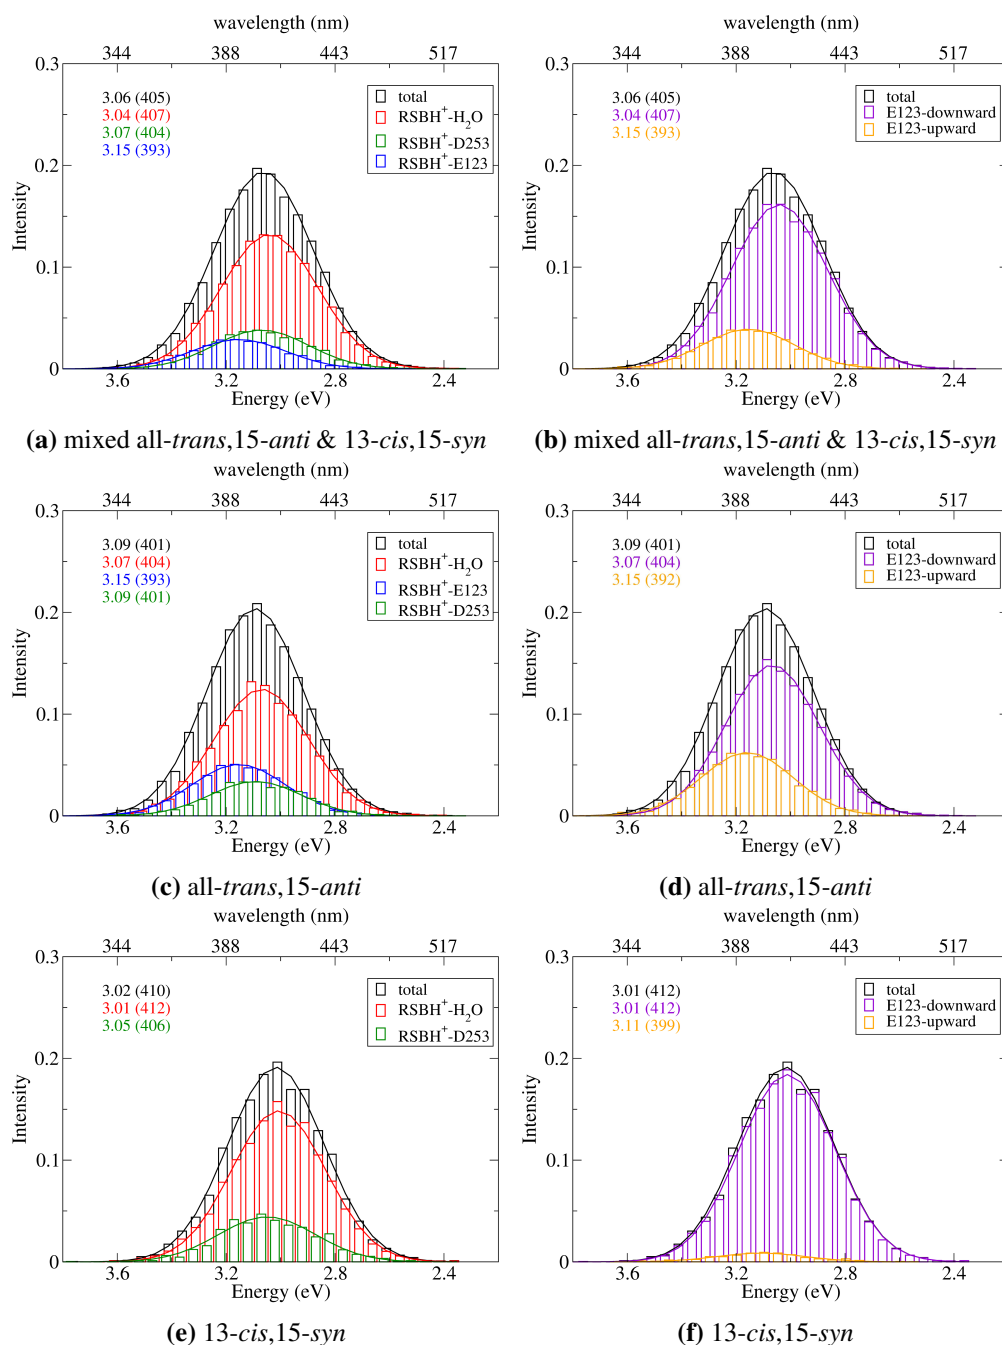 wavelength (nm)
344 388 443 517
0.3
0.2
0.1
0
Intensity
3.06 (405)
3.04 (407)
3.07 (404)
3.15 (393)
total
RSBH⁺-H₂O
RSBH⁺-D253
RSBH⁺-E123
3.6 3.2 2.8 2.4
Energy (eV)
(a) mixed all-trans,15-anti & 13-cis,15-syn
wavelength (nm)
344 388 443 517
0.3
0.2
0.1
0
Intensity
3.06 (405)
3.04 (407)
3.15 (393)
total
E123-downward
E123-upward
3.6 3.2 2.8 2.4
Energy (eV)
(b) mixed all-trans,15-anti & 13-cis,15-syn
wavelength (nm)
344 388 443 517
0.3
0.2
0.1
0
Intensity
3.09 (401)
3.07 (404)
3.15 (393)
3.09 (401)
total
RSBH⁺-H₂O
RSBH⁺-E123
RSBH⁺-D253
3.6 3.2 2.8 2.4
Energy (eV)
(c) all-trans,15-anti
wavelength (nm)
344 388 443 517
0.3
0.2
0.1
0
Intensity
3.09 (401)
3.07 (404)
3.15 (392)
total
E123-downward
E123-upward
3.6 3.2 2.8 2.4
Energy (eV)
(d) all-trans,15-anti
wavelength (nm)
344 388 443 517
0.3
0.2
0.1
0
Intensity
3.02 (410)
3.01 (412)
3.05 (406)
total
RSBH⁺-H₂O
RSBH⁺-D253
3.6 3.2 2.8 2.4
Energy (eV)
(e) 13-cis,15-syn
wavelength (nm)
344 388 443 517
0.3
0.2
0.1
0
Intensity
3.01 (412)
3.01 (412)
3.11 (399)
total
E123-downward
E123-upward
3.6 3.2 2.8 2.4
Energy (eV)
(f) 13-cis,15-syn